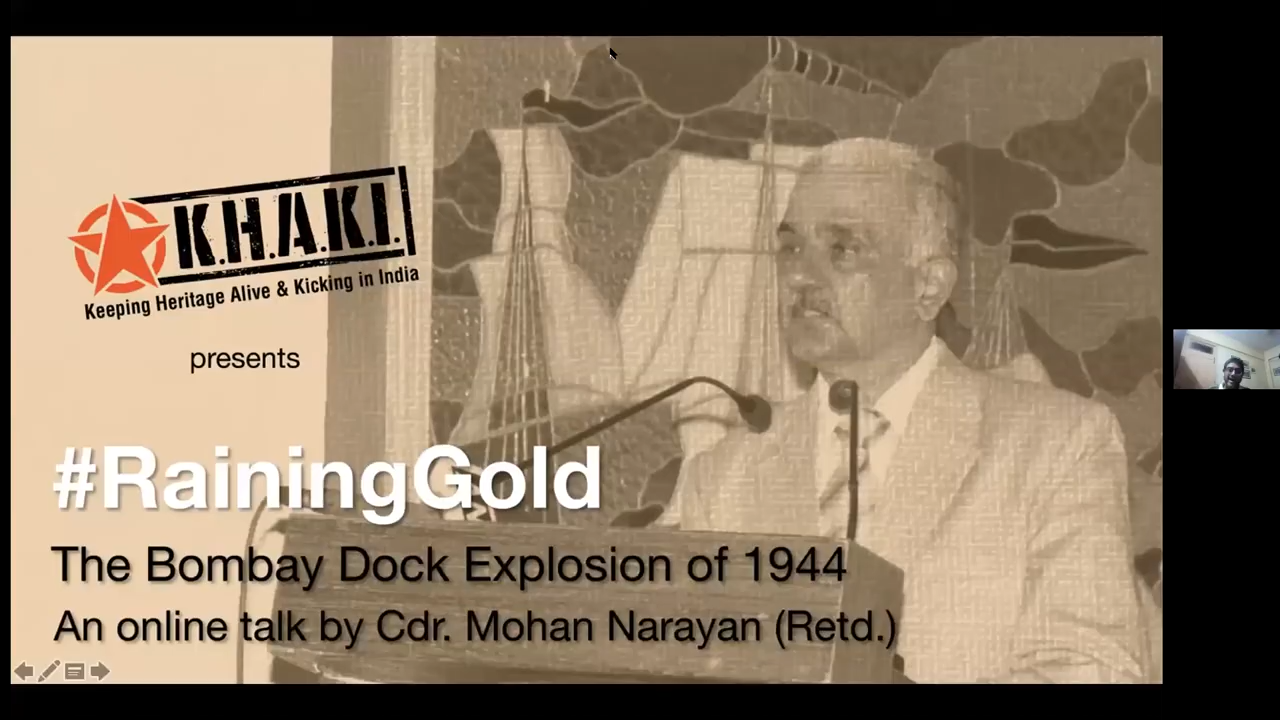 K.H.A.K.I.
Keeping Heritage Alive & Kicking in India
presents
#RainingGold
The Bombay Dock Explosion of 1944
An online talk by Cdr. Mohan Narayan (Retd.)